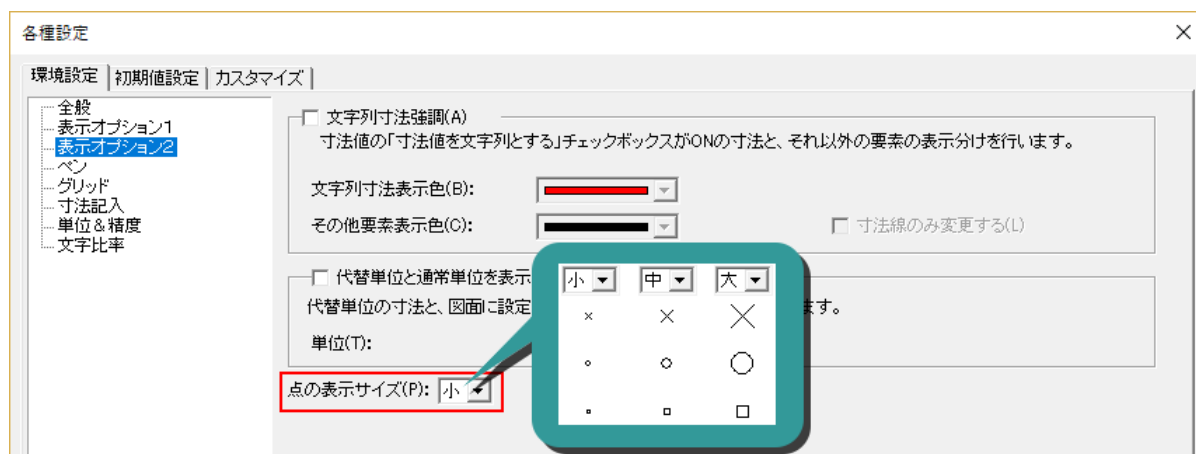 各種設定
環境設定 初期値設定 カスタマイズ
全般
表示オプション1
表示オプション2
ペン
グリッド
寸法記入
単位&精度
文字比率
文字列寸法強調(A)
寸法値の「寸法値を文字列とする」チェックボックスがONの寸法と、それ以外の要素の表示分けを行います。
文字列寸法表示色(B):
その他要素表示色(C):
寸法線のみ変更する(L)
代替単位と通常単位を表示
代替単位の寸法と、図面に設定 ます。
単位(T):
点の表示サイズ(P): 小
小 中 大